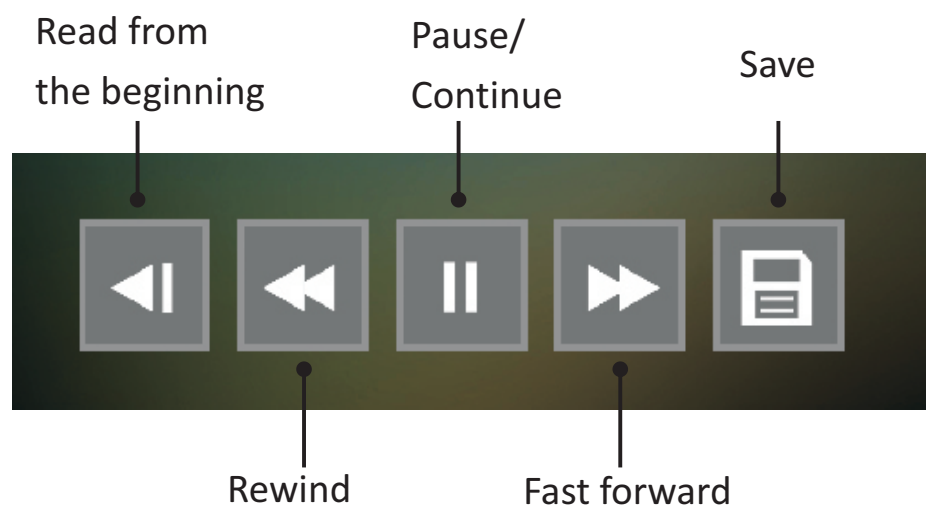 Read from
the beginning
Pause/
Continue
Save
Rewind
Fast forward